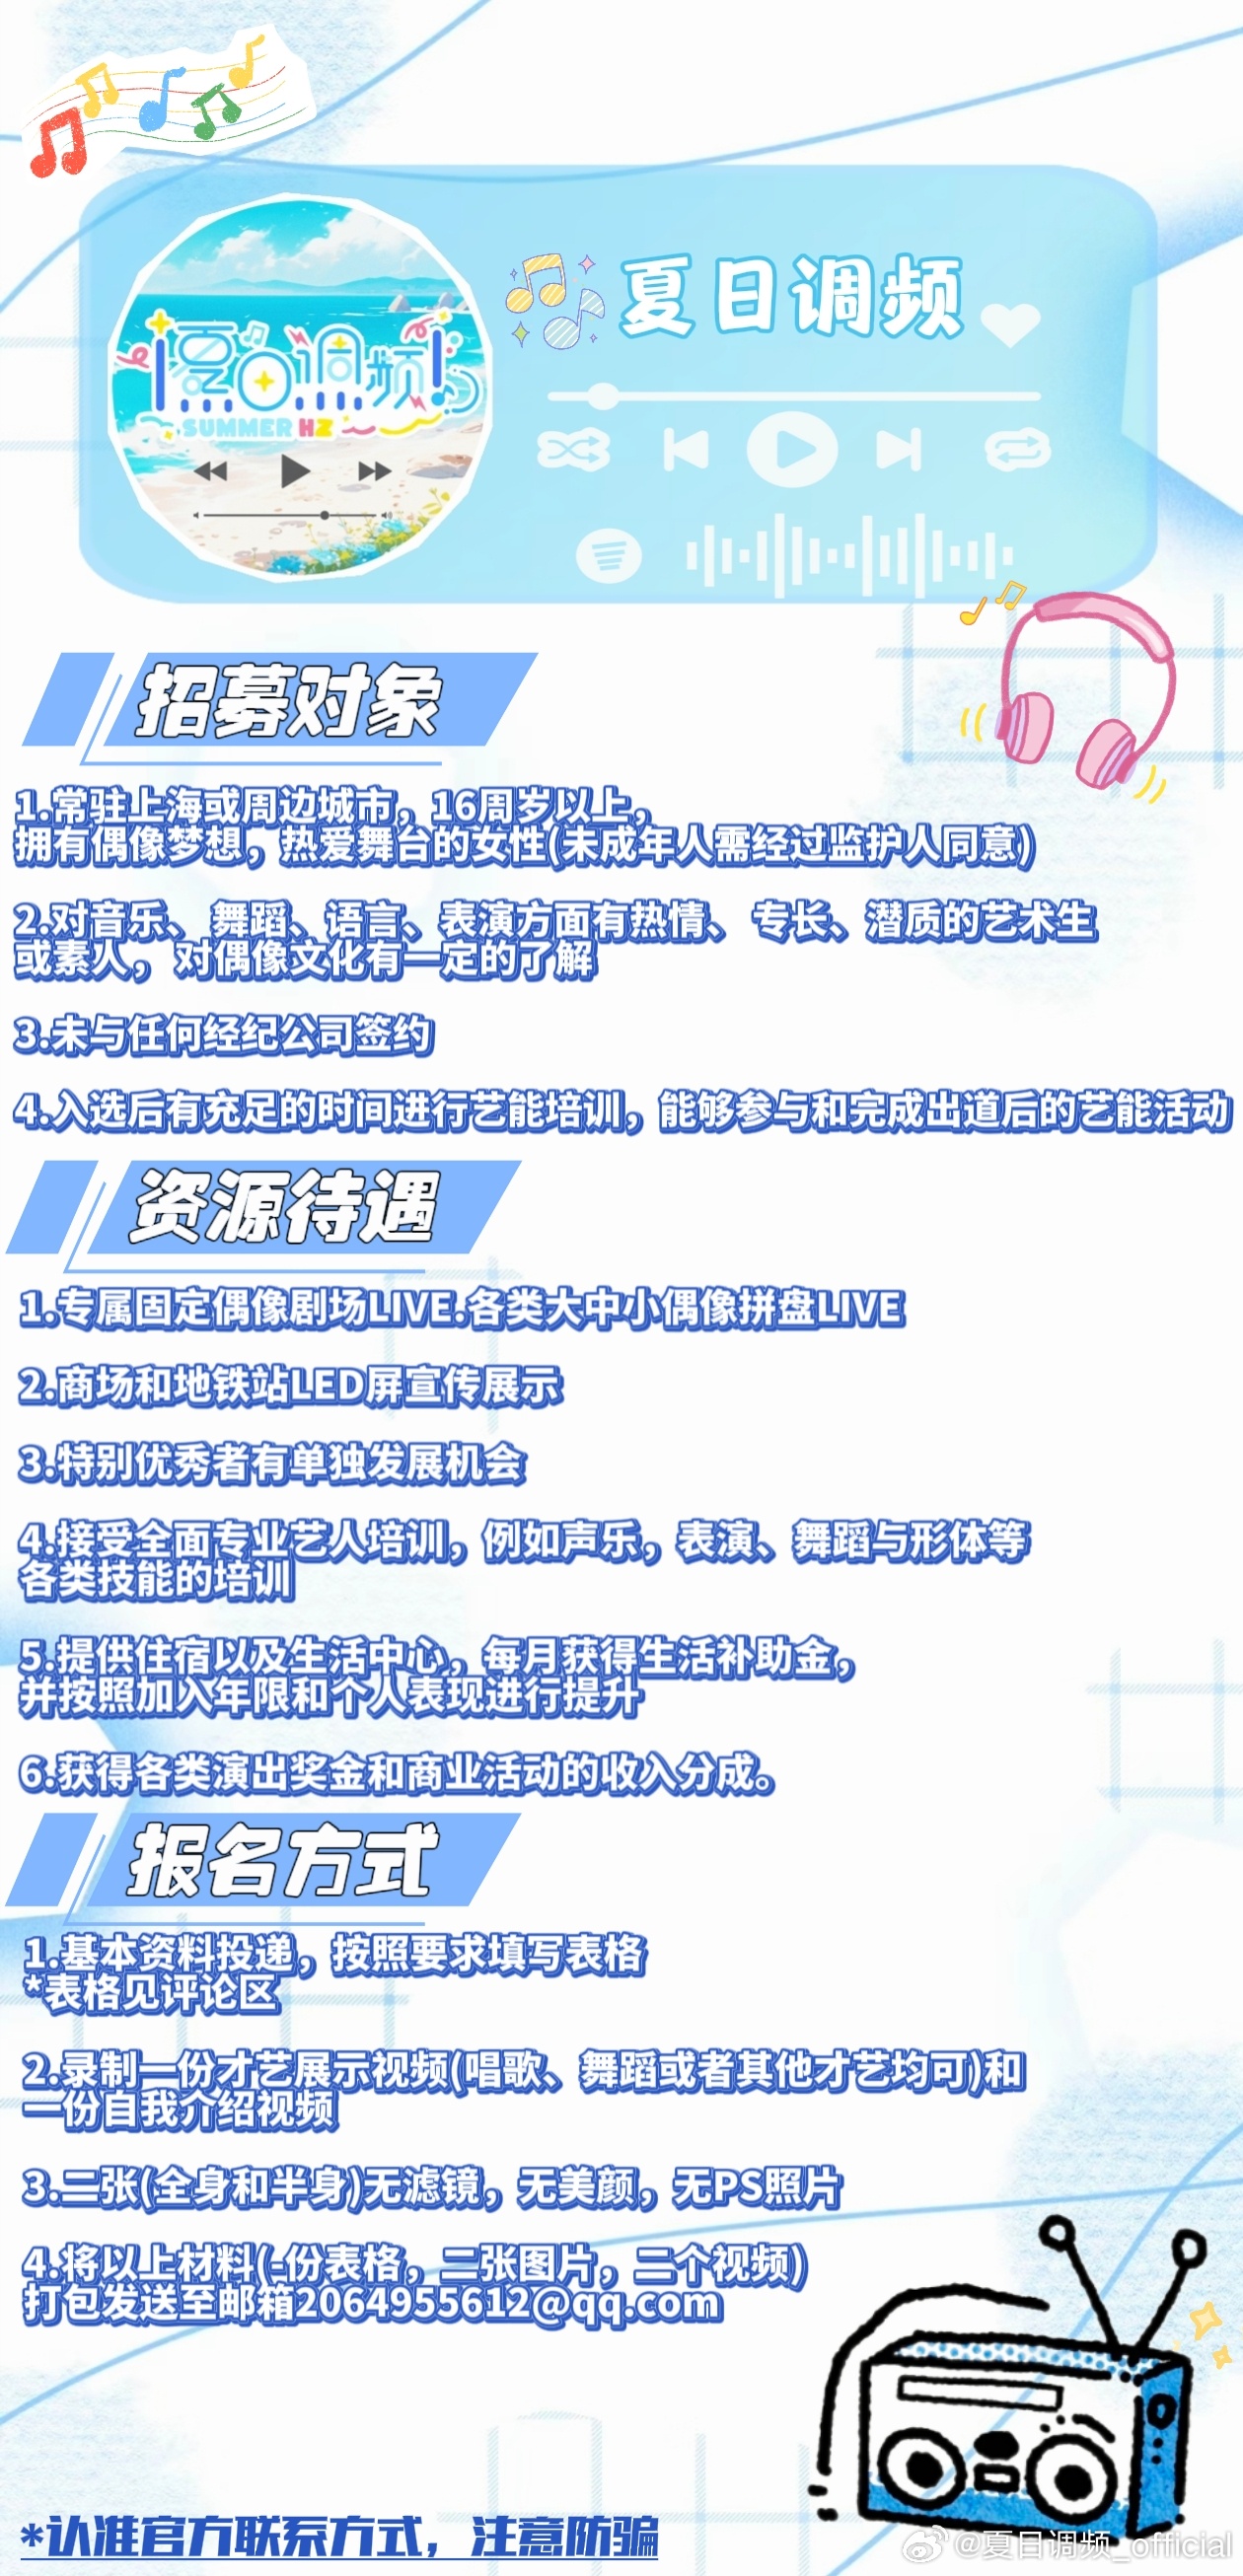 夏日调频
SUMMER HZ
夏日调频
招募对象
1.常驻上海或周边城市，16周岁以上，
拥有偶像梦想，热爱舞台的女性(未成年人需经过监护人同意)
2.对音乐、舞蹈、语言、表演方面有热情、专长、潜质的艺术生
或素人，对偶像文化有一定的了解
3.未与任何经纪公司签约
4.入选后有充足的时间进行艺能培训，能够参与和完成出道后的艺能活动
资源待遇
1.专属固定偶像剧场LIVE.各类大中小偶像拼盘LIVE
2.商场和地铁站LED屏宣传展示
3.特别优秀者有单独发展机会
4.接受全面专业艺人培训，例如声乐，表演、舞蹈与形体等
各类技能的培训
5.提供住宿以及生活中心，每月获得生活补助金，
并按照加入年限和个人表现进行提升
6.获得各类演出奖金和商业活动的收入分成。
报名方式
1.基本资料投递，按照要求填写表格
*表格见评论区
2.录制一份才艺展示视频(唱歌、舞蹈或者其他才艺均可)和
一份自我介绍视频
3.二张(全身和半身)无滤镜，无美颜，无PS照片
4.将以上材料(-份表格，二张图片，二个视频)
打包发送至邮箱2064955612@qq.com
*认准官方联系方式，注意防骗
@夏日调频_official